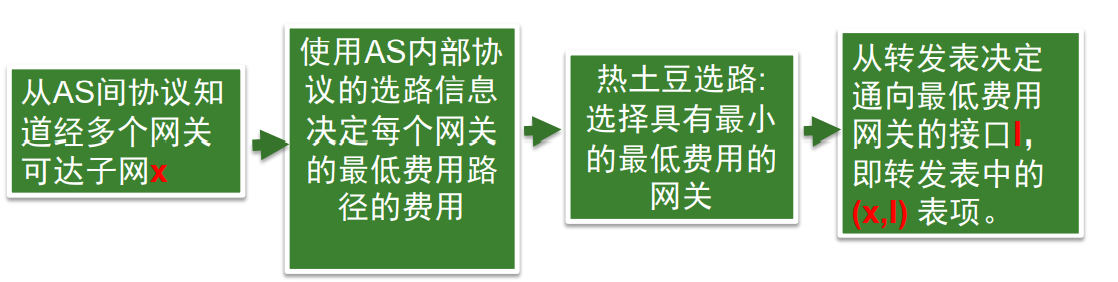 从AS间协议知
道经多个网关
可达子网x
使用AS内部协
议的选路信息
决定每个网关
的最低费用路
径的费用
热土豆选路:
选择具有最小
的最低费用的
网关
从转发表决定
通向最低费用
网关的接口I，
即转发表中的
(x,I) 表项。